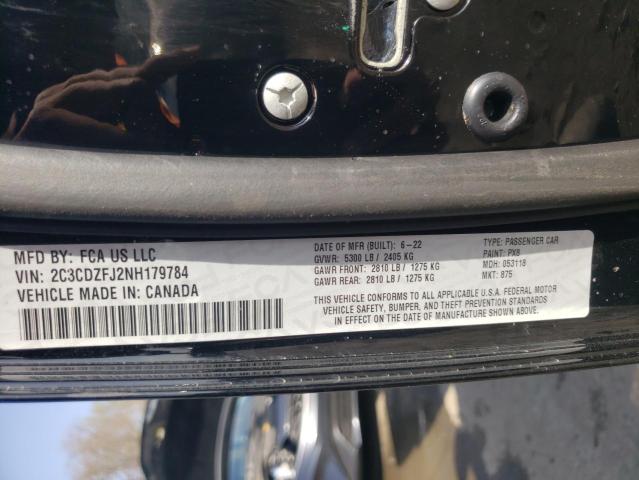 MFD BY: FCA US LLC
VIN: 2C3CDZFJ2NH179784
VEHICLE MADE IN: CANADA
DATE OF MFR (BUILT): 6-22
GVWR: 5300 LB / 2405 KG
GAWR FRONT: 2810 LB / 1275 KG
GAWR REAR: 2810 LB / 1275 KG
TYPE: PASSENGER CAR
PAINT: PX8
MDH: 053118
MKT: 875
THIS VEHICLE CONFORMS TO ALL APPLICABLE U.S.A. FEDERAL MOTOR
VEHICLE SAFETY, BUMPER, AND THEFT PREVENTION STANDARDS
IN EFFECT ON THE DATE OF MANUFACTURE SHOWN ABOVE.